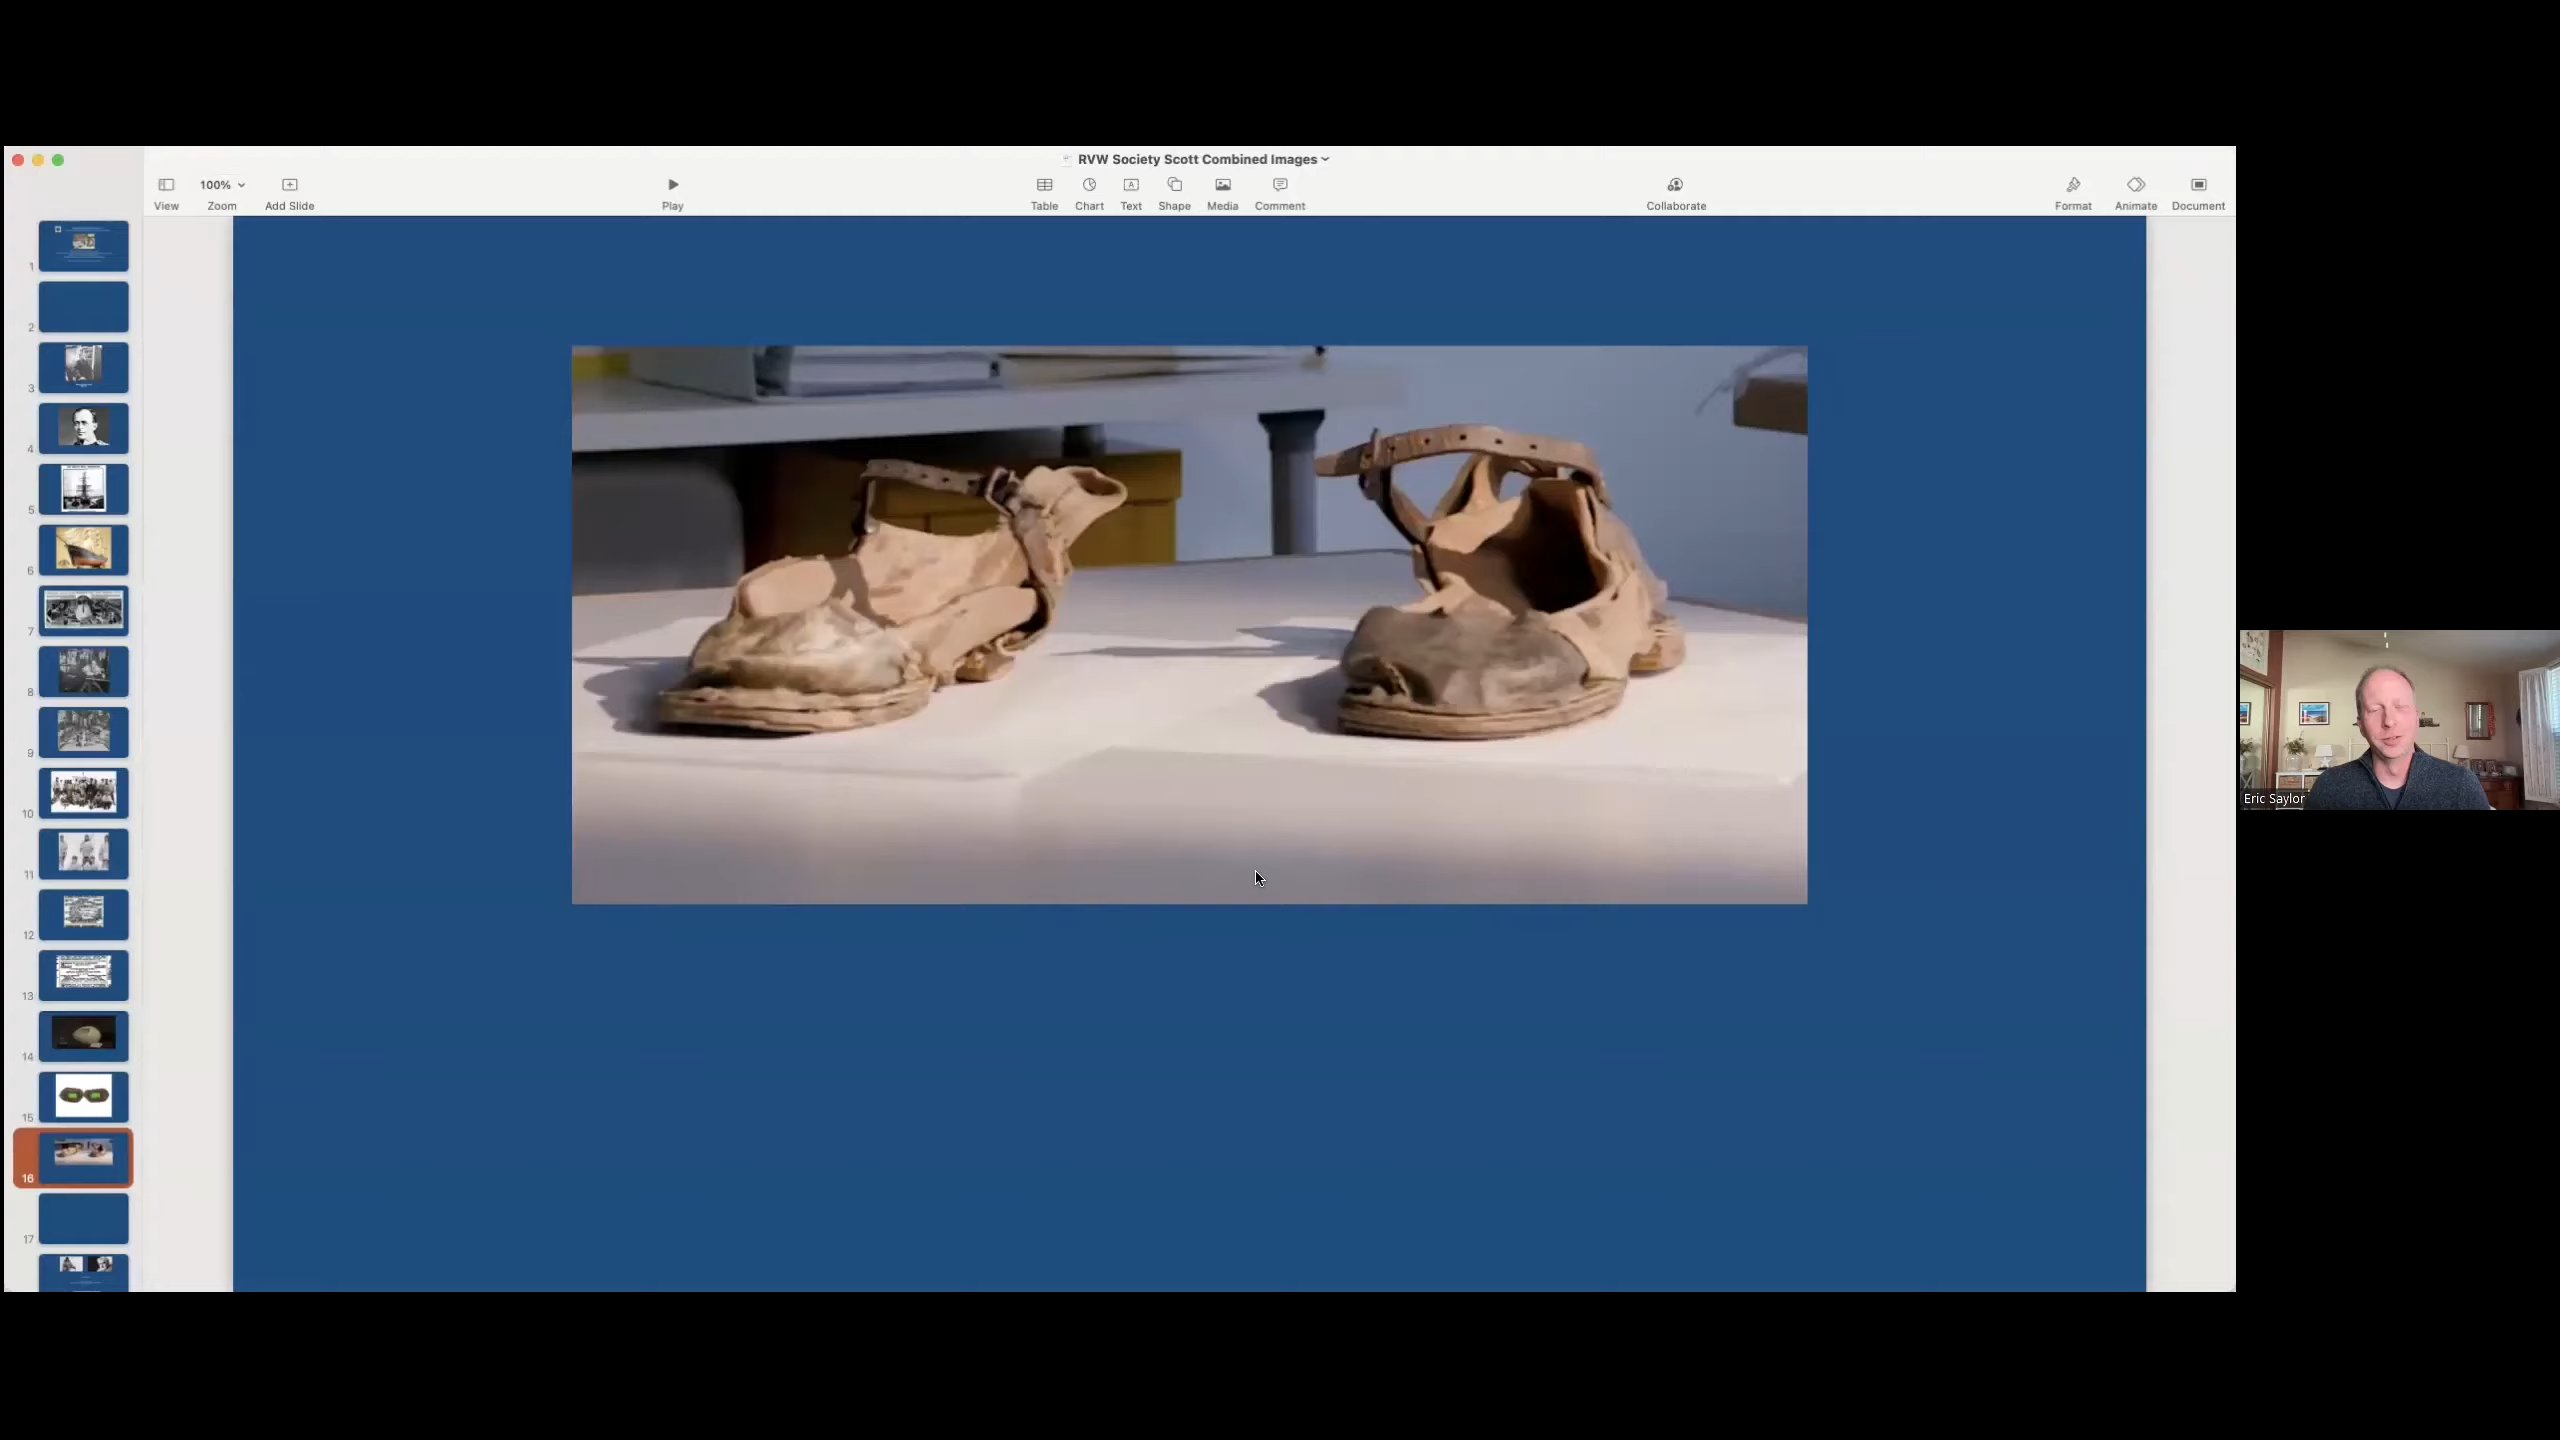 RVW Society Scott Combined Images
100%
View
Zoom
Add Slide
Play
Table
Chart
Text
Shape
Media
Comment
Collaborate
Format
Animate
Document
1
2
3
4
5
6
7
8
9
10
11
12
13
14
15
16
17
Eric Saylor